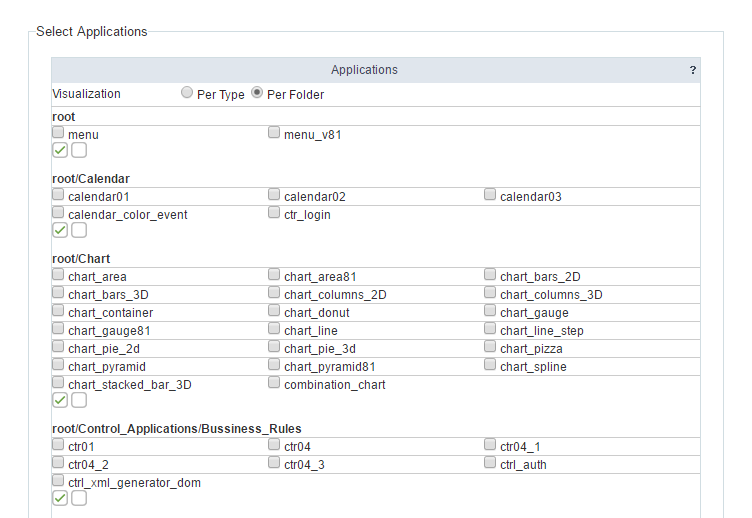 Select Applications
Applications ?
Visualization Per Type Per Folder
root
menu menu_v81
root/Calendar
calendar01 calendar02 calendar03
calendar_color_event ctr_login
root/Chart
chart_area chart_area81 chart_bars_2D
chart_bars_3D chart_columns_2D chart_columns_3D
chart_container chart_donut chart_gauge
chart_gauge81 chart_line chart_line_step
chart_pie_2d chart_pie_3d chart_pizza
chart_pyramid chart_pyramid81 chart_spline
chart_stacked_bar_3D combination_chart
root/Control_Applications/Bussiness_Rules
ctr01 ctr04 ctr04_1
ctr04_2 ctr04_3 ctrl_auth
ctrl_xml_generator_dom